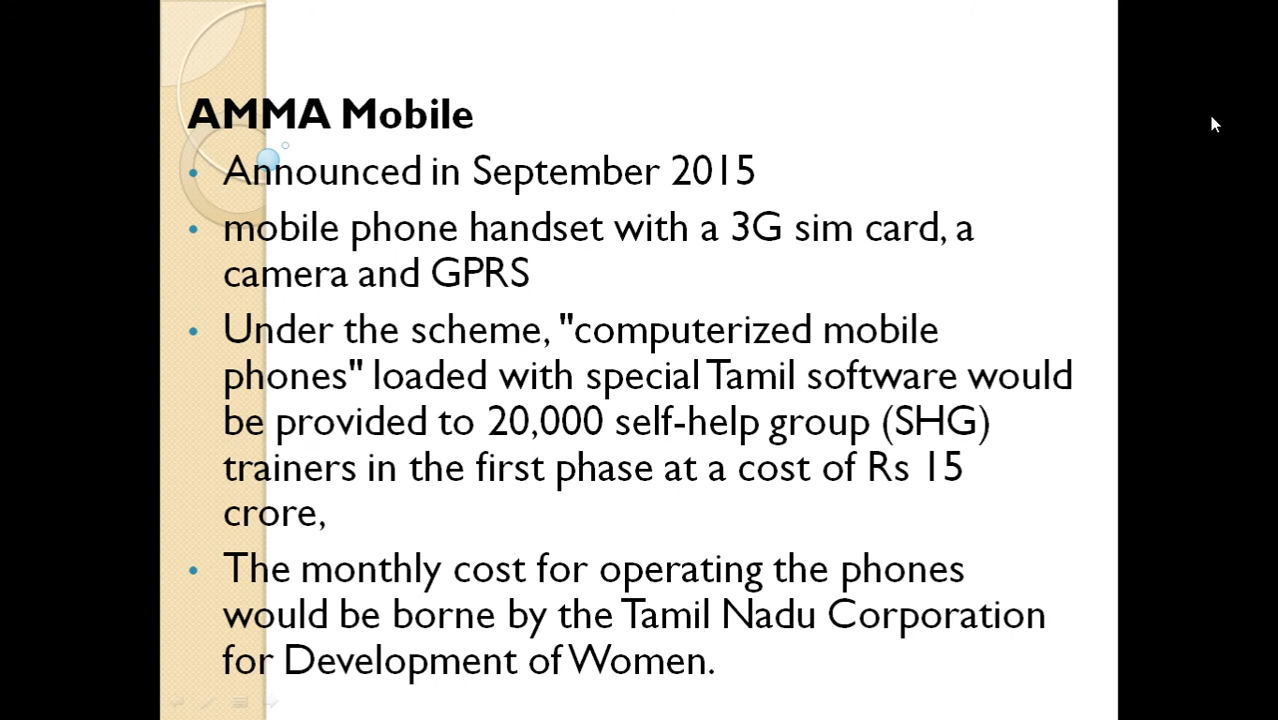 AMMA Mobile
• Announced in September 2015
• mobile phone handset with a 3G sim card, a
camera and GPRS
• Under the scheme, "computerized mobile
phones" loaded with special Tamil software would
be provided to 20,000 self-help group (SHG)
trainers in the first phase at a cost of Rs 15
crore,
• The monthly cost for operating the phones
would be borne by the Tamil Nadu Corporation
for Development of Women.